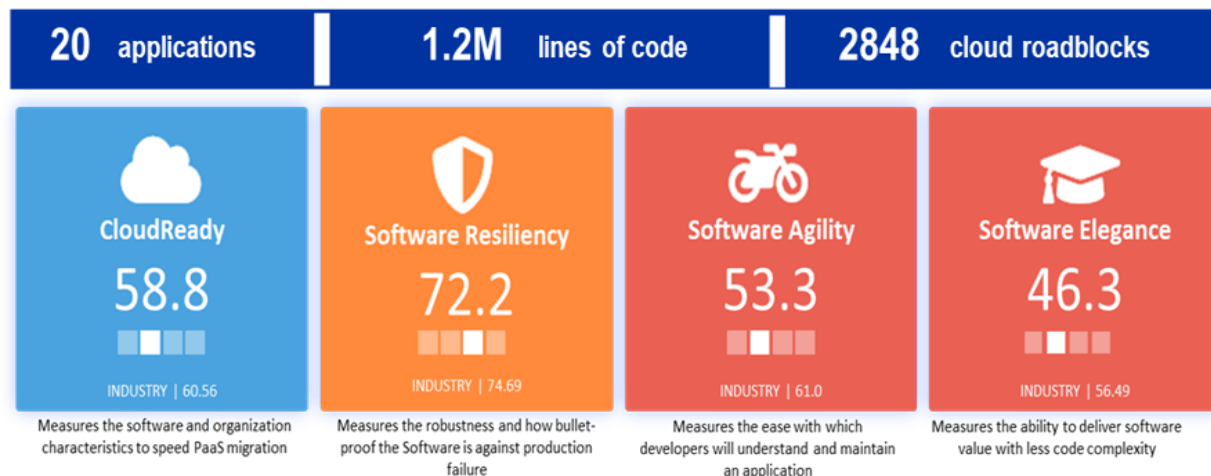 20 applications 1.2M lines of code 2848 cloud roadblocks
CloudReady
58.8
INDUSTRY | 60.56
Measures the software and organization
characteristics to speed PaaS migration
Software Resiliency
72.2
INDUSTRY | 74.69
Measures the robustness and how bullet-
proof the Software is against production
failure
Software Agility
53.3
INDUSTRY | 61.0
Measures the ease with which
developers will understand and maintain
an application
Software Elegance
46.3
INDUSTRY | 56.49
Measures the ability to deliver software
value with less code complexity